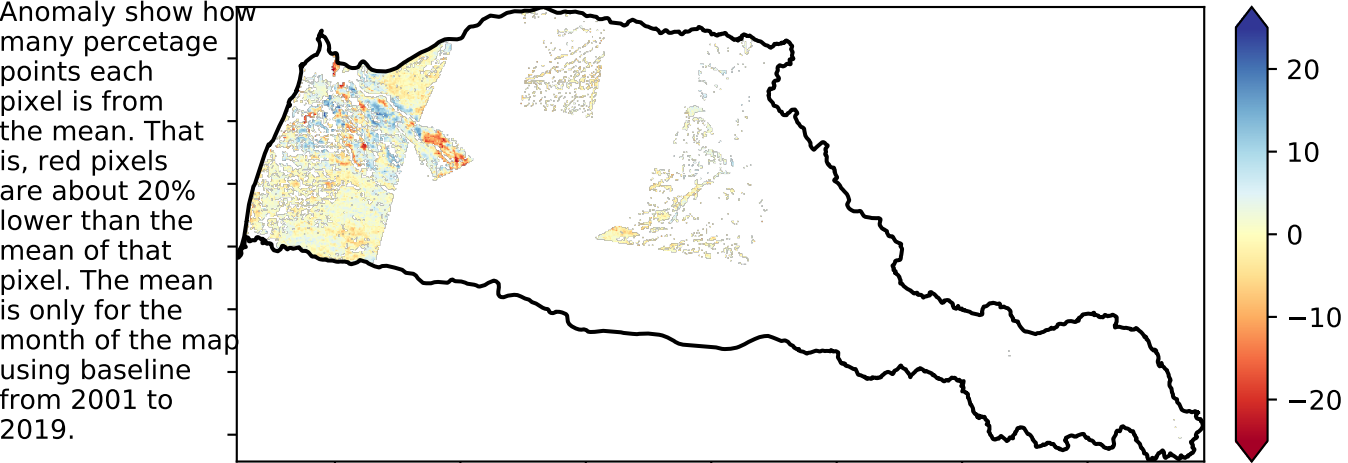 Anomaly show how
many percetage
points each
pixel is from
the mean. That
is, red pixels
are about 20%
lower than the
mean of that
pixel. The mean
is only for the
month of the map
using baseline
from 2001 to
2019.
20
10
0
−10
−20